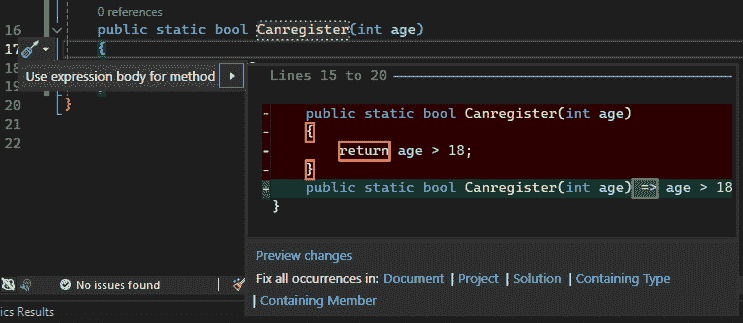 0 references
16 public static bool Canregister(int age)
17 {
18 Use expression body for method
19 Lines 15 to 20
20 }
21
22
- public static bool Canregister(int age)
- {
- return age > 18;
- }
+ public static bool Canregister(int age) => age > 18
}
Preview changes
Fix all occurrences in: Document | Project | Solution | Containing Type
| Containing Member
No issues found
ics Results